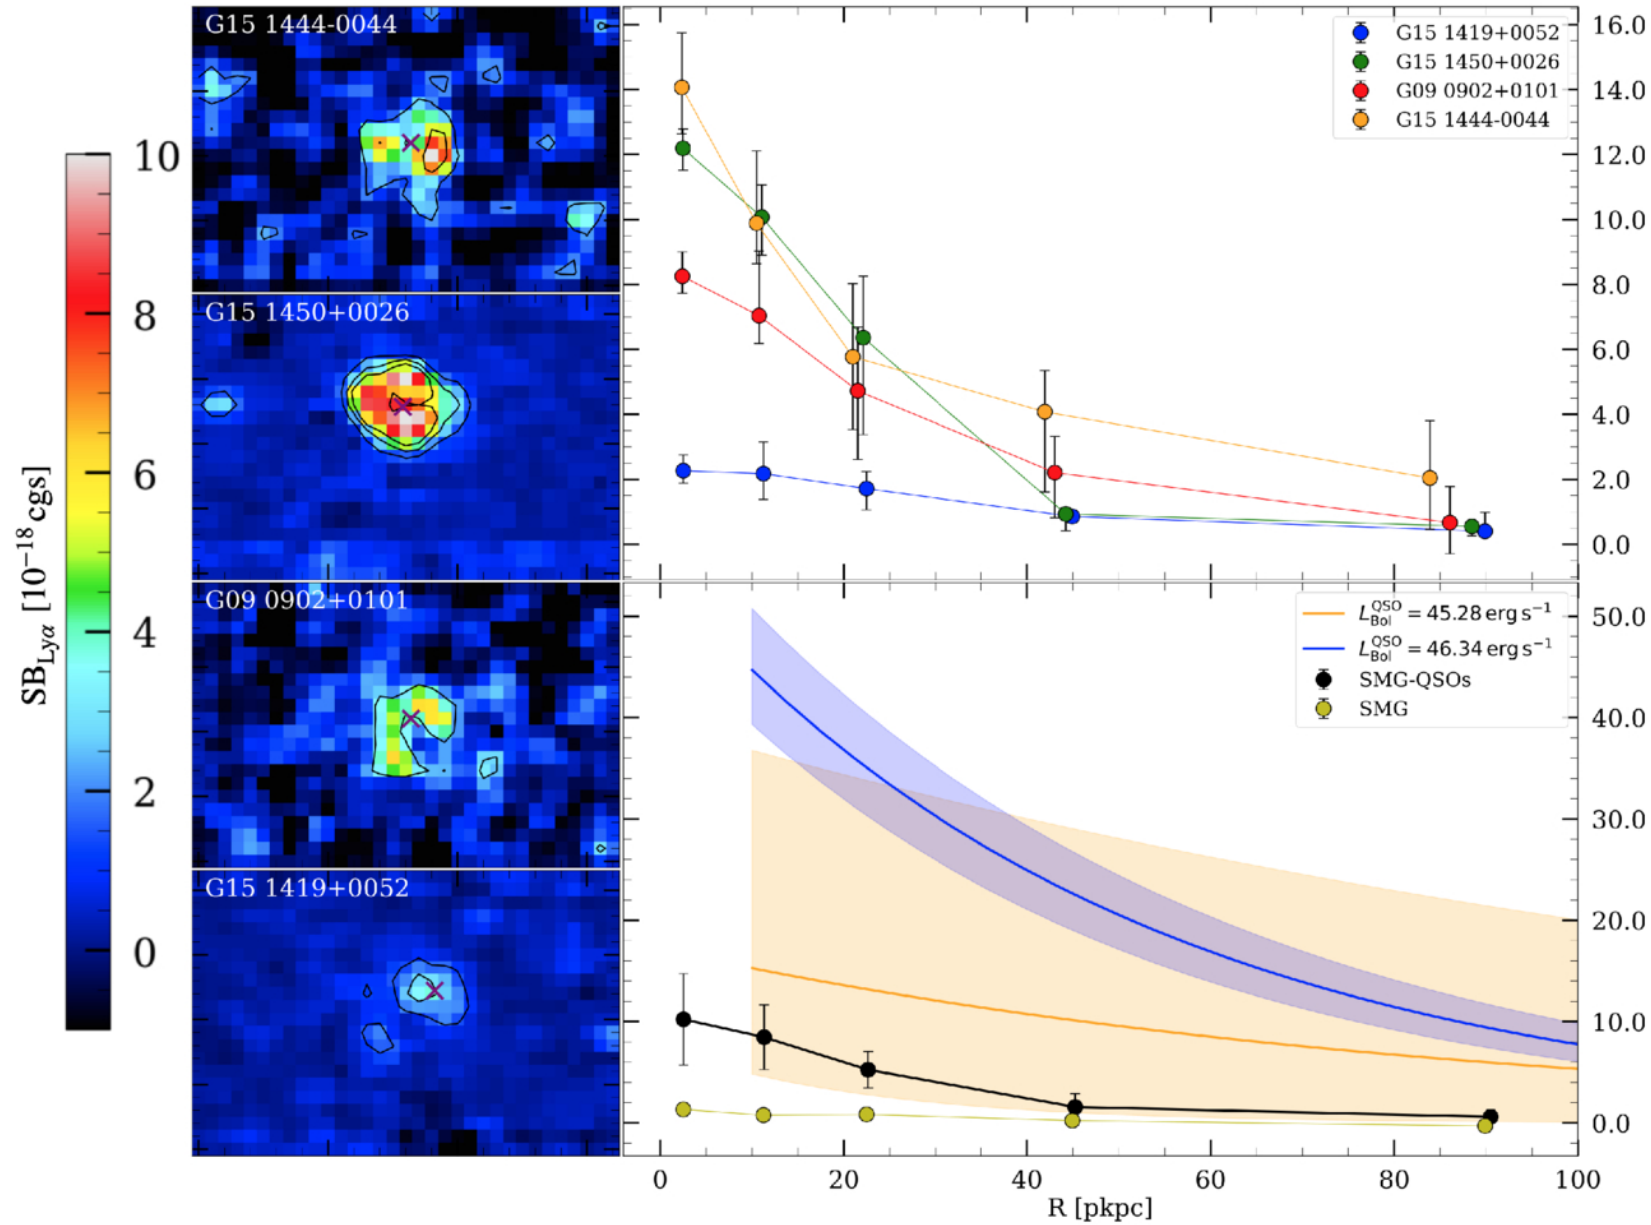 SB_Lyα [10⁻¹⁸ cgs]
10
8
6
4
2
0
G15 1444-0044
G15 1450+0026
G09 0902+0101
G15 1419+0052
G15 1419+0052
G15 1450+0026
G09 0902+0101
G15 1444-0044
16.0
14.0
12.0
10.0
8.0
6.0
4.0
2.0
0.0
L_Bol^QSO = 45.28 erg s⁻¹
L_Bol^QSO = 46.34 erg s⁻¹
SMG-QSOs
SMG
50.0
40.0
30.0
20.0
10.0
0.0
0 20 40 60 80 100
R [pkpc]